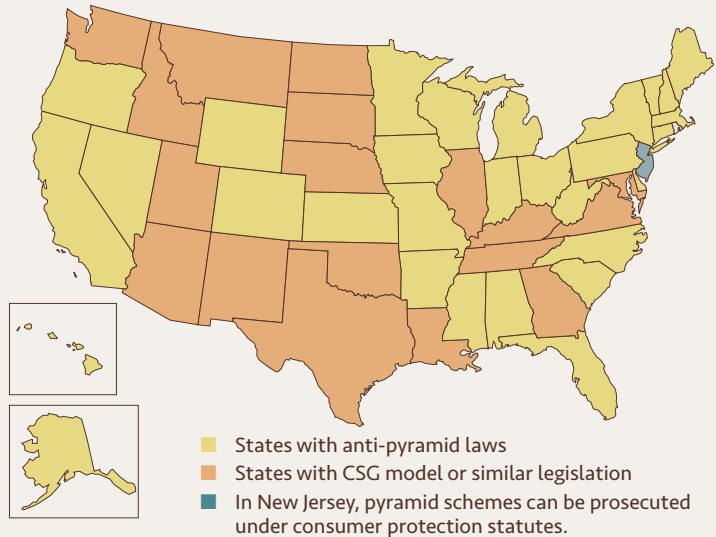 States with anti-pyramid laws
States with CSG model or similar legislation
In New Jersey, pyramid schemes can be prosecuted
under consumer protection statutes.